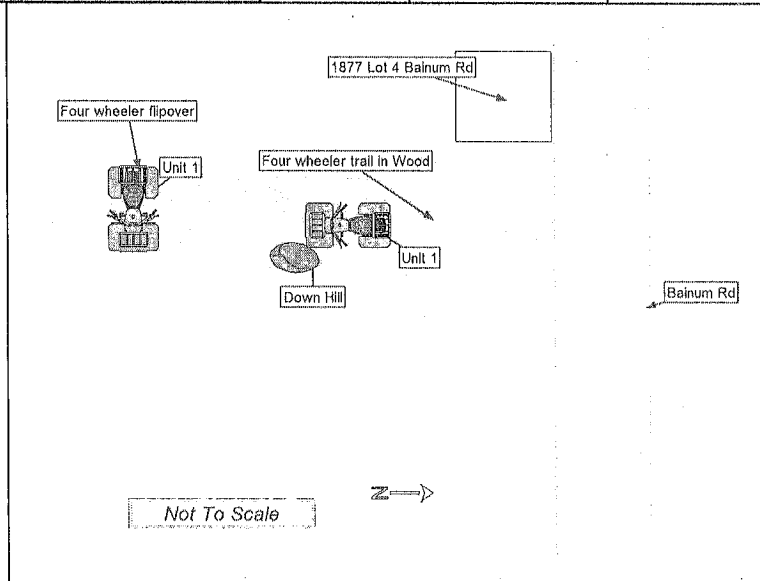 1877 Lot 4 Bainum Rd
Four wheeler flipover
Unit 1
Four wheeler trail in Wood
Unit 1
Down Hill
Bainum Rd
Z
Not To Scale